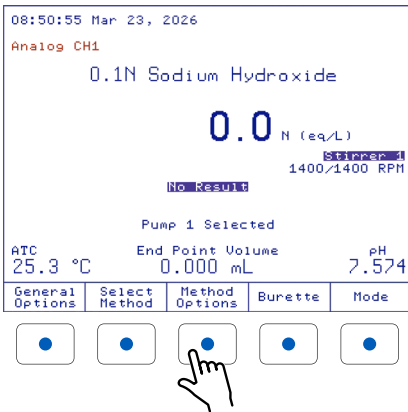 08:50:55 Mar 23, 2026
Analog CH1
0.1N Sodium Hydroxide
0.0 N (eq/L)
Stirrer 1
1400/1400 RPM
No Result
Pump 1 Selected
ATC End Point Volume pH
25.3 °C 0.000 mL 7.574
General Options
Select Method
Method Options
Burette
Mode